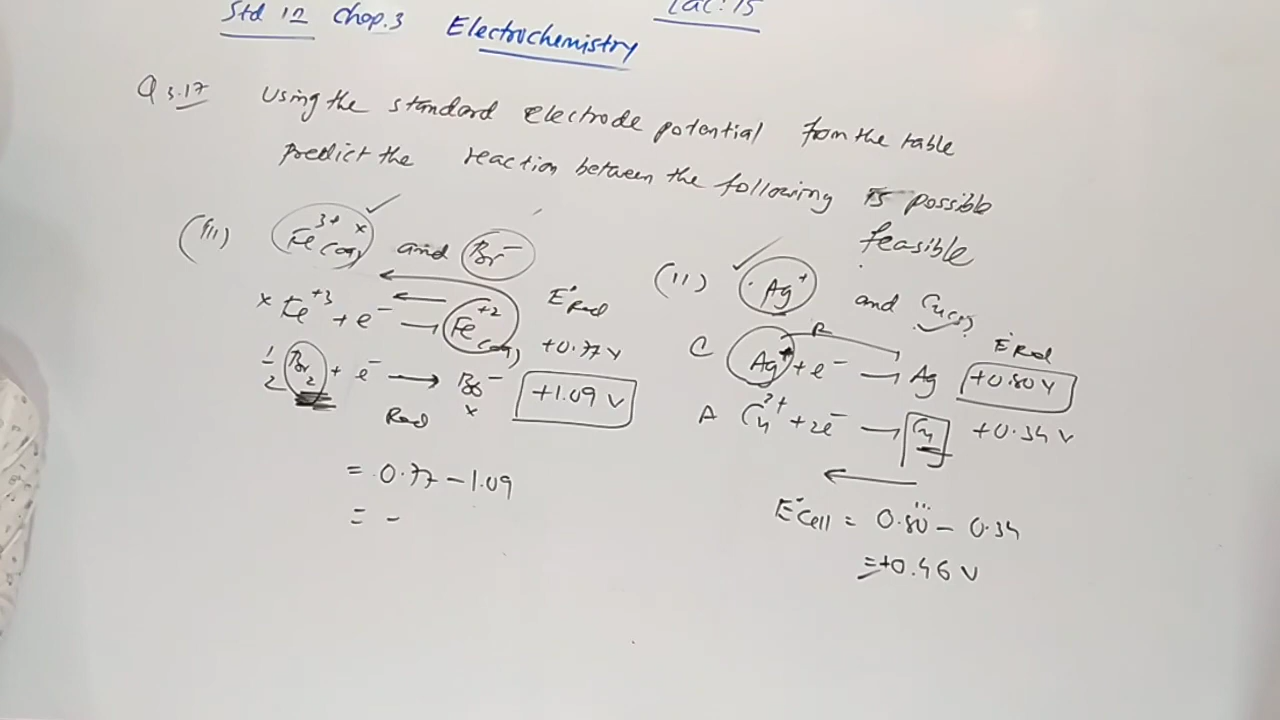 Std 12 Chap.3 Electrochemistry
Lac: 15
Q 3.17 Using the standard electrode potential from the table
predict the reaction between the following is possible
feasible
(iii) Fe³⁺(aq) and Br⁻
Fe⁺³ + e⁻ → Fe⁺²(aq) +0.77 V
E°Red
½ Br₂ + e⁻ → Br⁻ +1.09 V
Red
= 0.77 - 1.09
= -
(ii) Ag⁺ and Cu(s)
E°Red
C Ag⁺ + e⁻ → Ag +0.80 V
A Cu²⁺ + 2e⁻ → Cu +0.34 V
E°Cell = 0.80 - 0.34
= +0.46 V